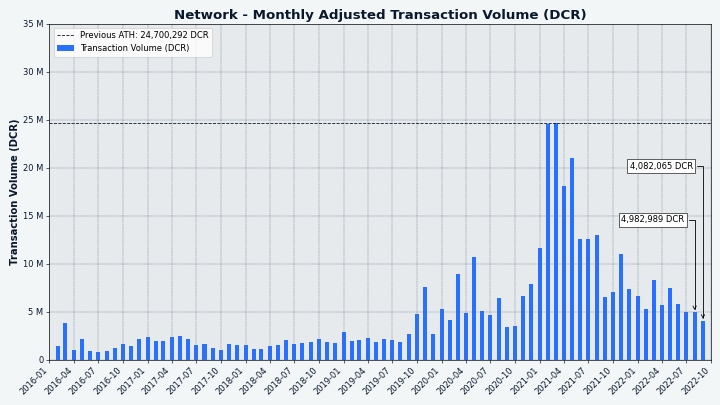 Network - Monthly Adjusted Transaction Volume (DCR)
35 M
30 M
25 M
20 M
15 M
10 M
5 M
0
Transaction Volume (DCR)
Previous ATH: 24,700,292 DCR
Transaction Volume (DCR)
4,082,065 DCR
4,982,989 DCR
2016-01
2016-04
2016-07
2016-10
2017-01
2017-04
2017-07
2017-10
2018-01
2018-04
2018-07
2018-10
2019-01
2019-04
2019-07
2019-10
2020-01
2020-04
2020-07
2020-10
2021-01
2021-04
2021-07
2021-10
2022-01
2022-04
2022-07
2022-10